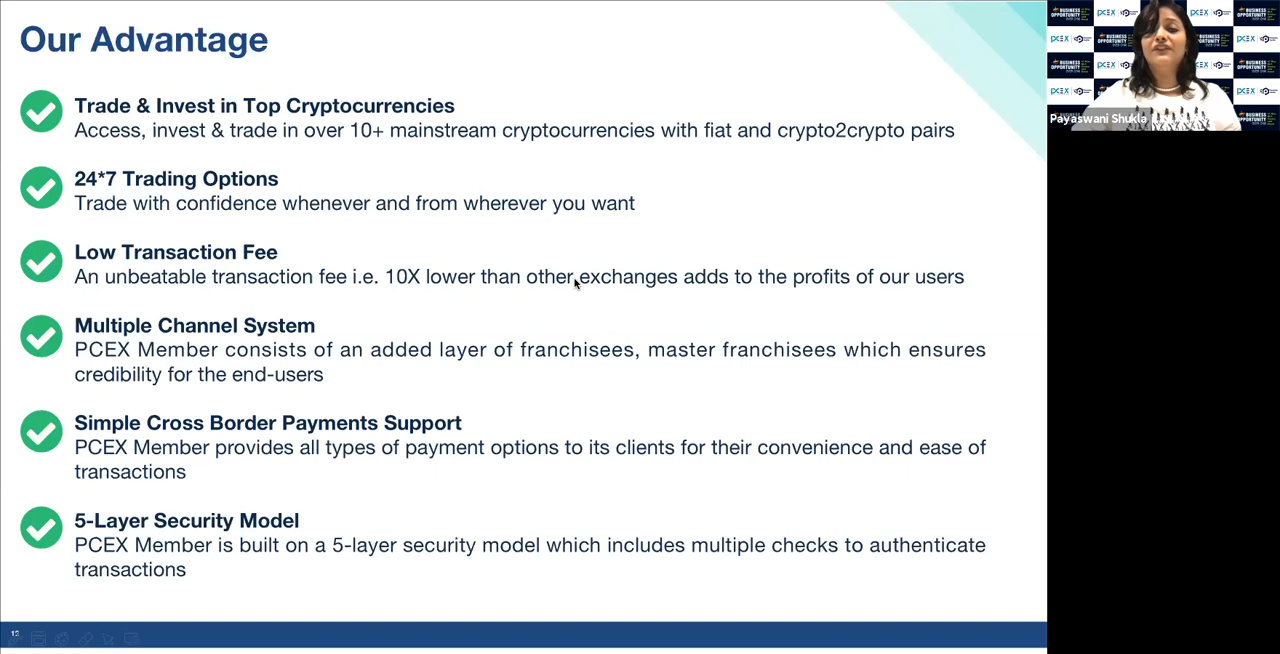 Our Advantage
Trade & Invest in Top Cryptocurrencies
Access, invest & trade in over 10+ mainstream cryptocurrencies with fiat and crypto2crypto pairs
24*7 Trading Options
Trade with confidence whenever and from wherever you want
Low Transaction Fee
An unbeatable transaction fee i.e. 10X lower than other exchanges adds to the profits of our users
Multiple Channel System
PCEX Member consists of an added layer of franchisees, master franchisees which ensures
credibility for the end-users
Simple Cross Border Payments Support
PCEX Member provides all types of payment options to its clients for their convenience and ease of
transactions
5-Layer Security Model
PCEX Member is built on a 5-layer security model which includes multiple checks to authenticate
transactions
BUSINESS
OPPORTUNITY
PCEX
Payaswani Shukla